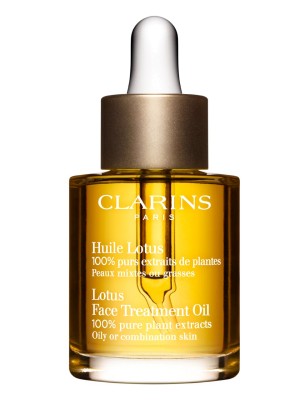 CLARINS
PARIS
Huile Lotus
100% purs extraits de plantes
Peaux mixtes ou grasses
Lotus
Face Treatment Oil
100% pure plant extracts
Oily or combination skin